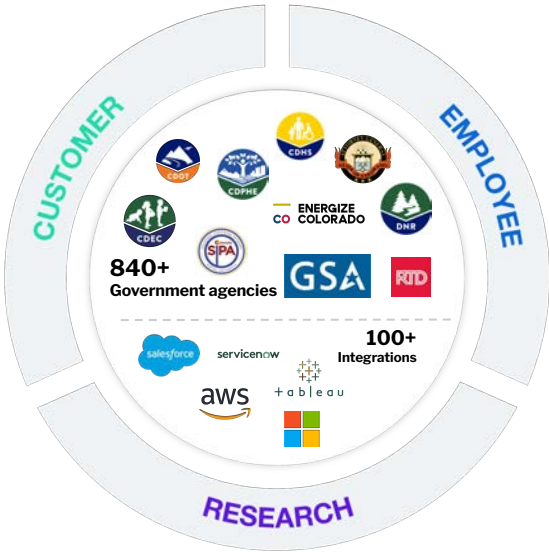 CUSTOMER
EMPLOYEE
CDHS
CDOT
CDPHE
DNR
CDEC
ENERGIZE
CO COLORADO
SIPA
840+
Government agencies
GSA
RTD
100+
Integrations
salesforce
servicenow
tableau
aws
RESEARCH